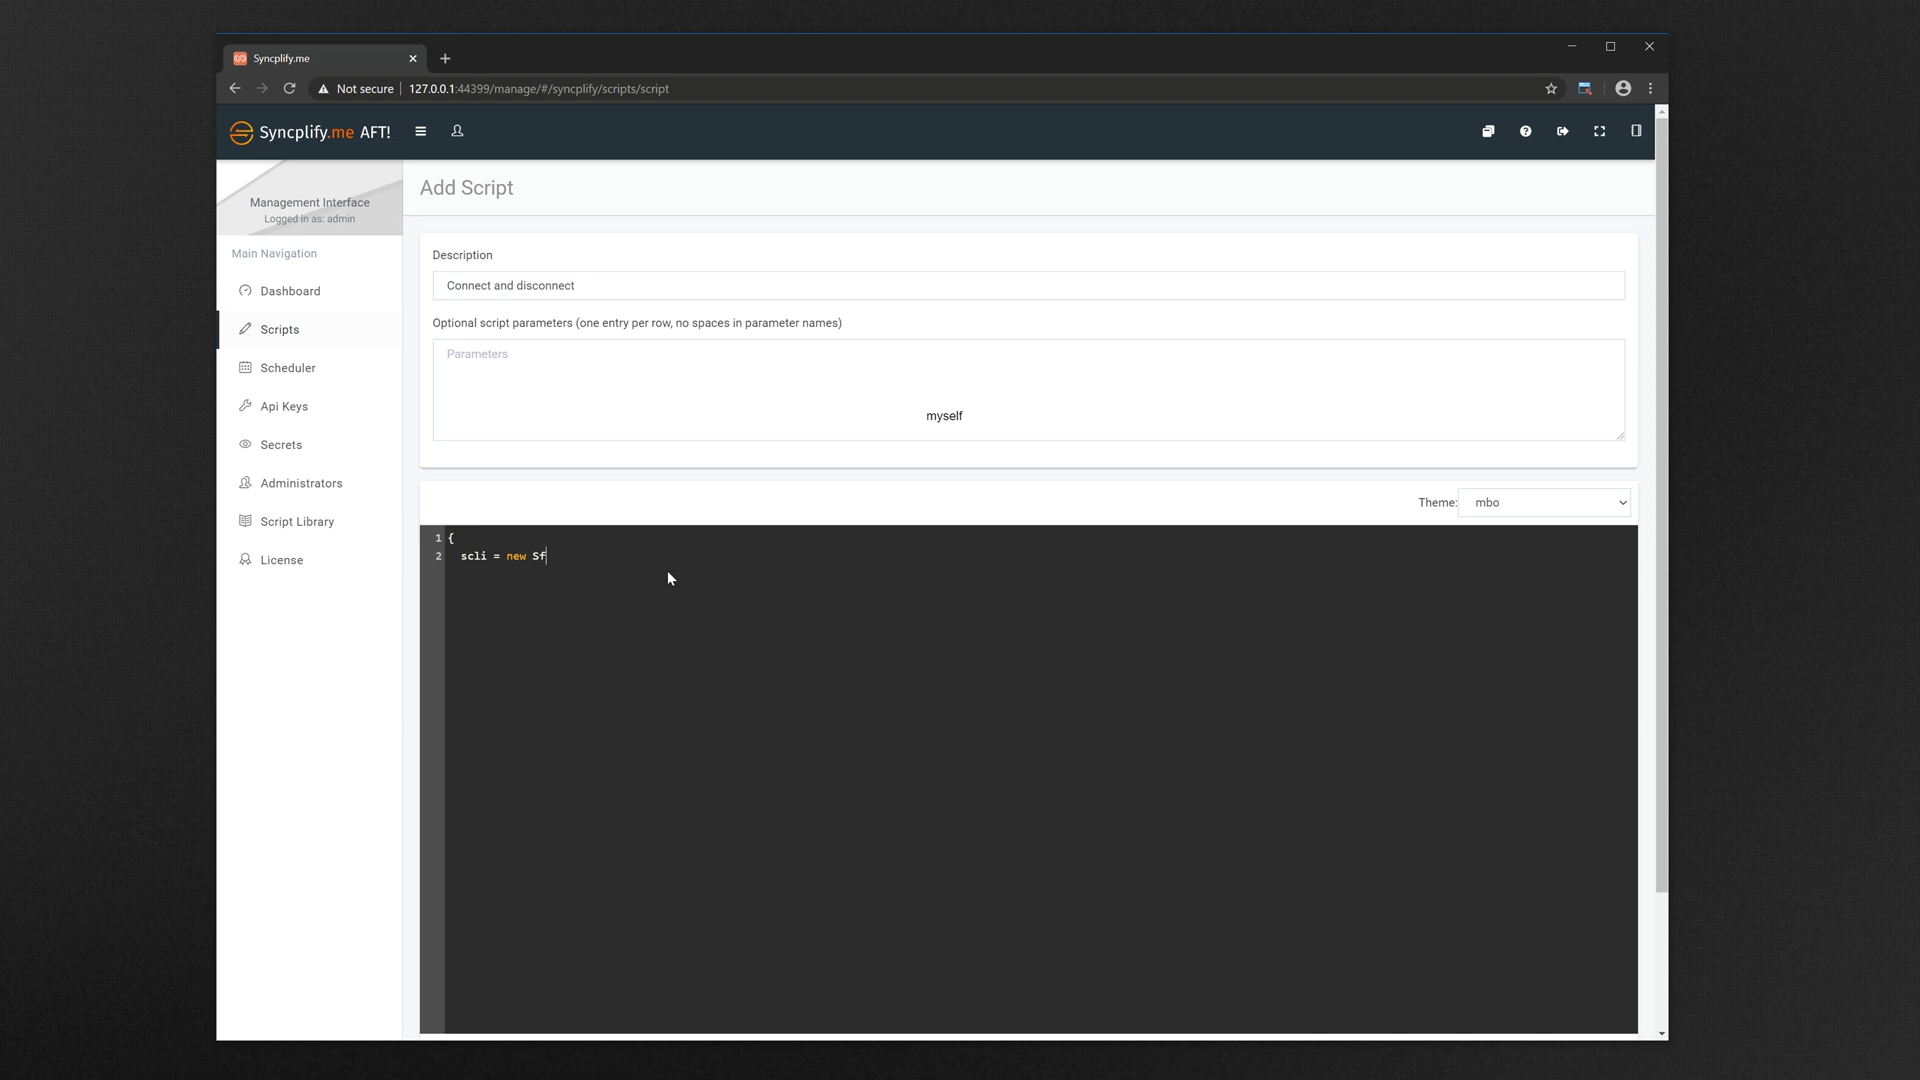 Syncplify.me
Not secure
127.0.0.1:44399/manage/#/syncplify/scripts/script
Syncplify.me AFT!
Management Interface
Logged in as: admin
Main Navigation
Dashboard
Scripts
Scheduler
Api Keys
Secrets
Administrators
Script Library
License
Add Script
Description
Connect and disconnect
Optional script parameters (one entry per row, no spaces in parameter names)
Parameters
myself
Theme: mbo
1 {
2 scli = new Sf